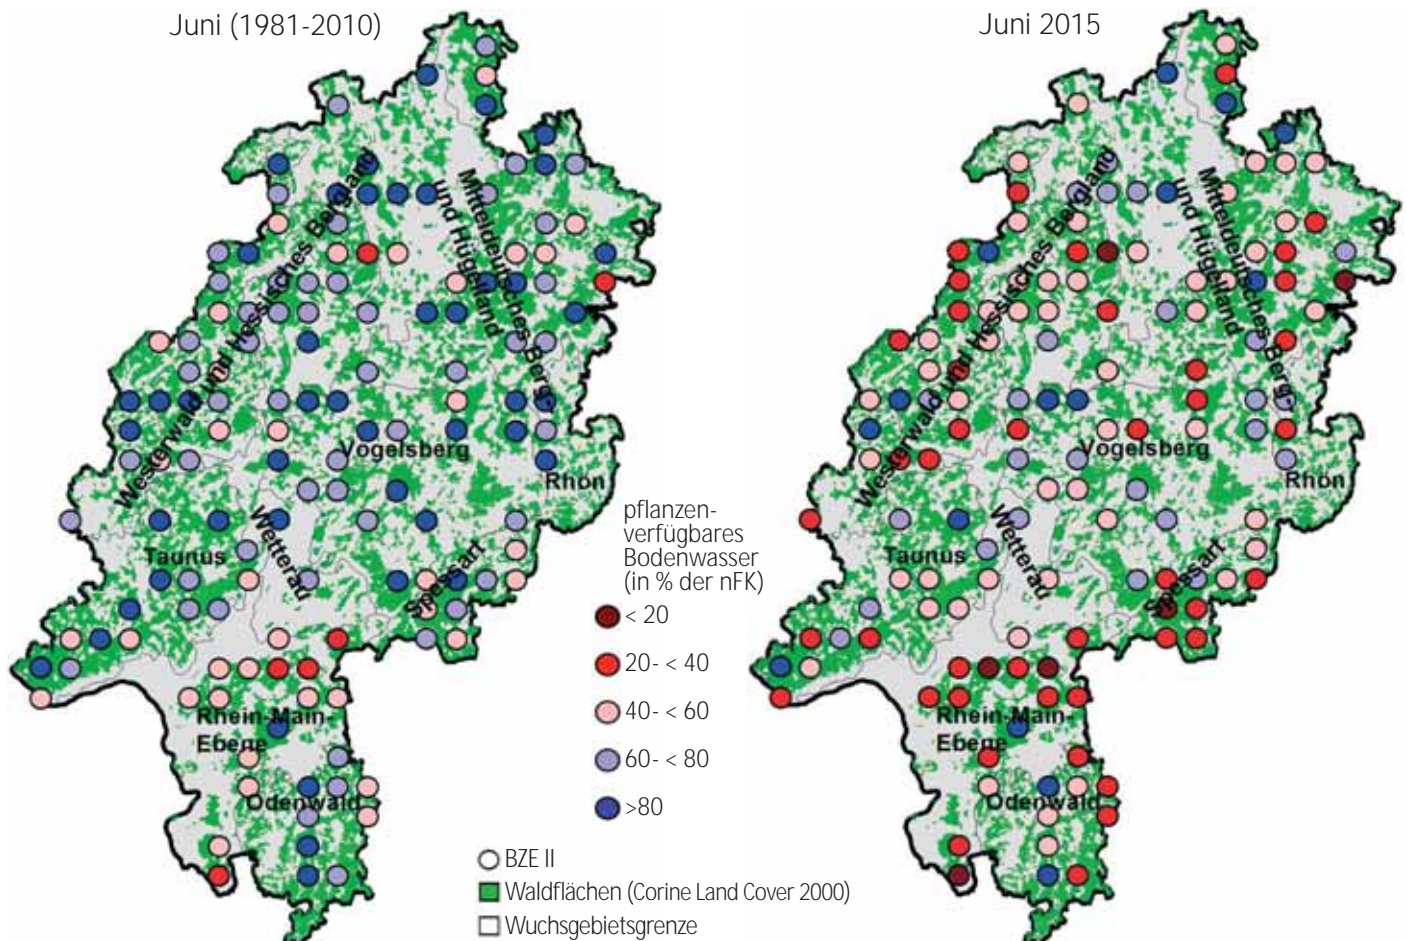 Juni (1981-2010)
Juni 2015
Westerwald und Hessisches Bergland
Mitteldeutsches Berg-
und Hügelland
Vogelsberg
Rhön
Taunus
Wetterau
Spessart
Rhein-Main-
Ebene
Odenwald
Westerwald und Hessisches Bergland
Mitteldeutsches Berg-
und Hügelland
Vogelsberg
Rhön
Taunus
Wetterau
Spessart
Rhein-Main-
Ebene
Odenwald
pflanzen-
verfügbares
Bodenwasser
(in % der nFK)
< 20
20- < 40
40- < 60
60- < 80
>80
BZE II
Waldflächen (Corine Land Cover 2000)
Wuchsgebietsgrenze